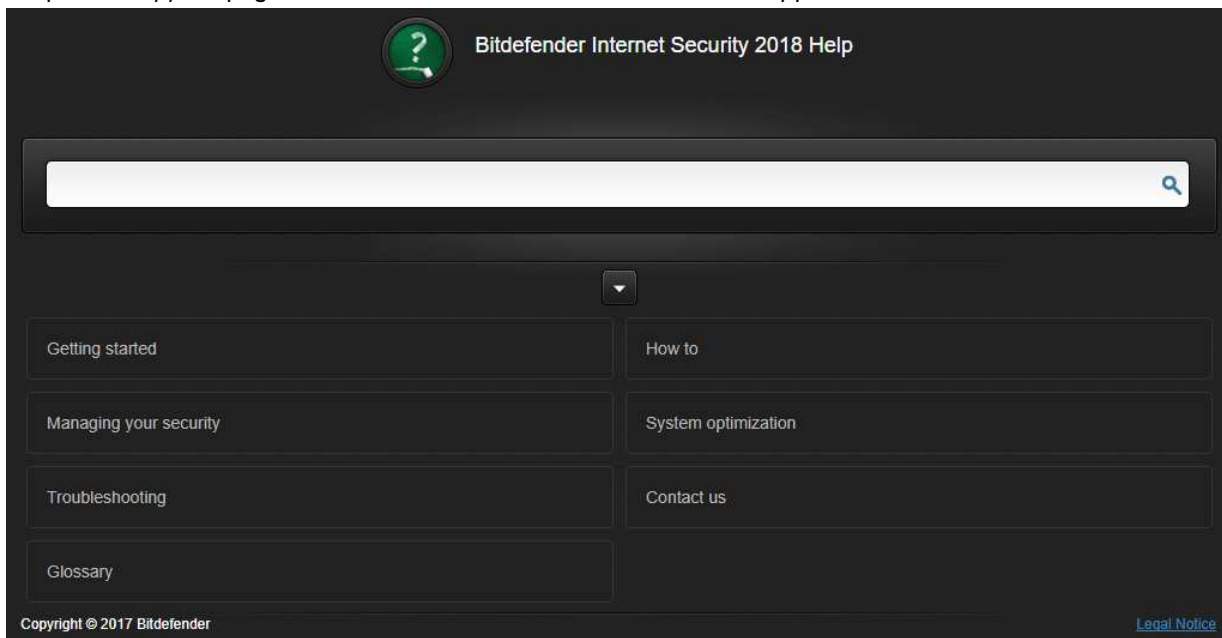 Bitdefender Internet Security 2018 Help
Getting started
How to
Managing your security
System optimization
Troubleshooting
Contact us
Glossary
Copyright © 2017 Bitdefender
Legal Notice